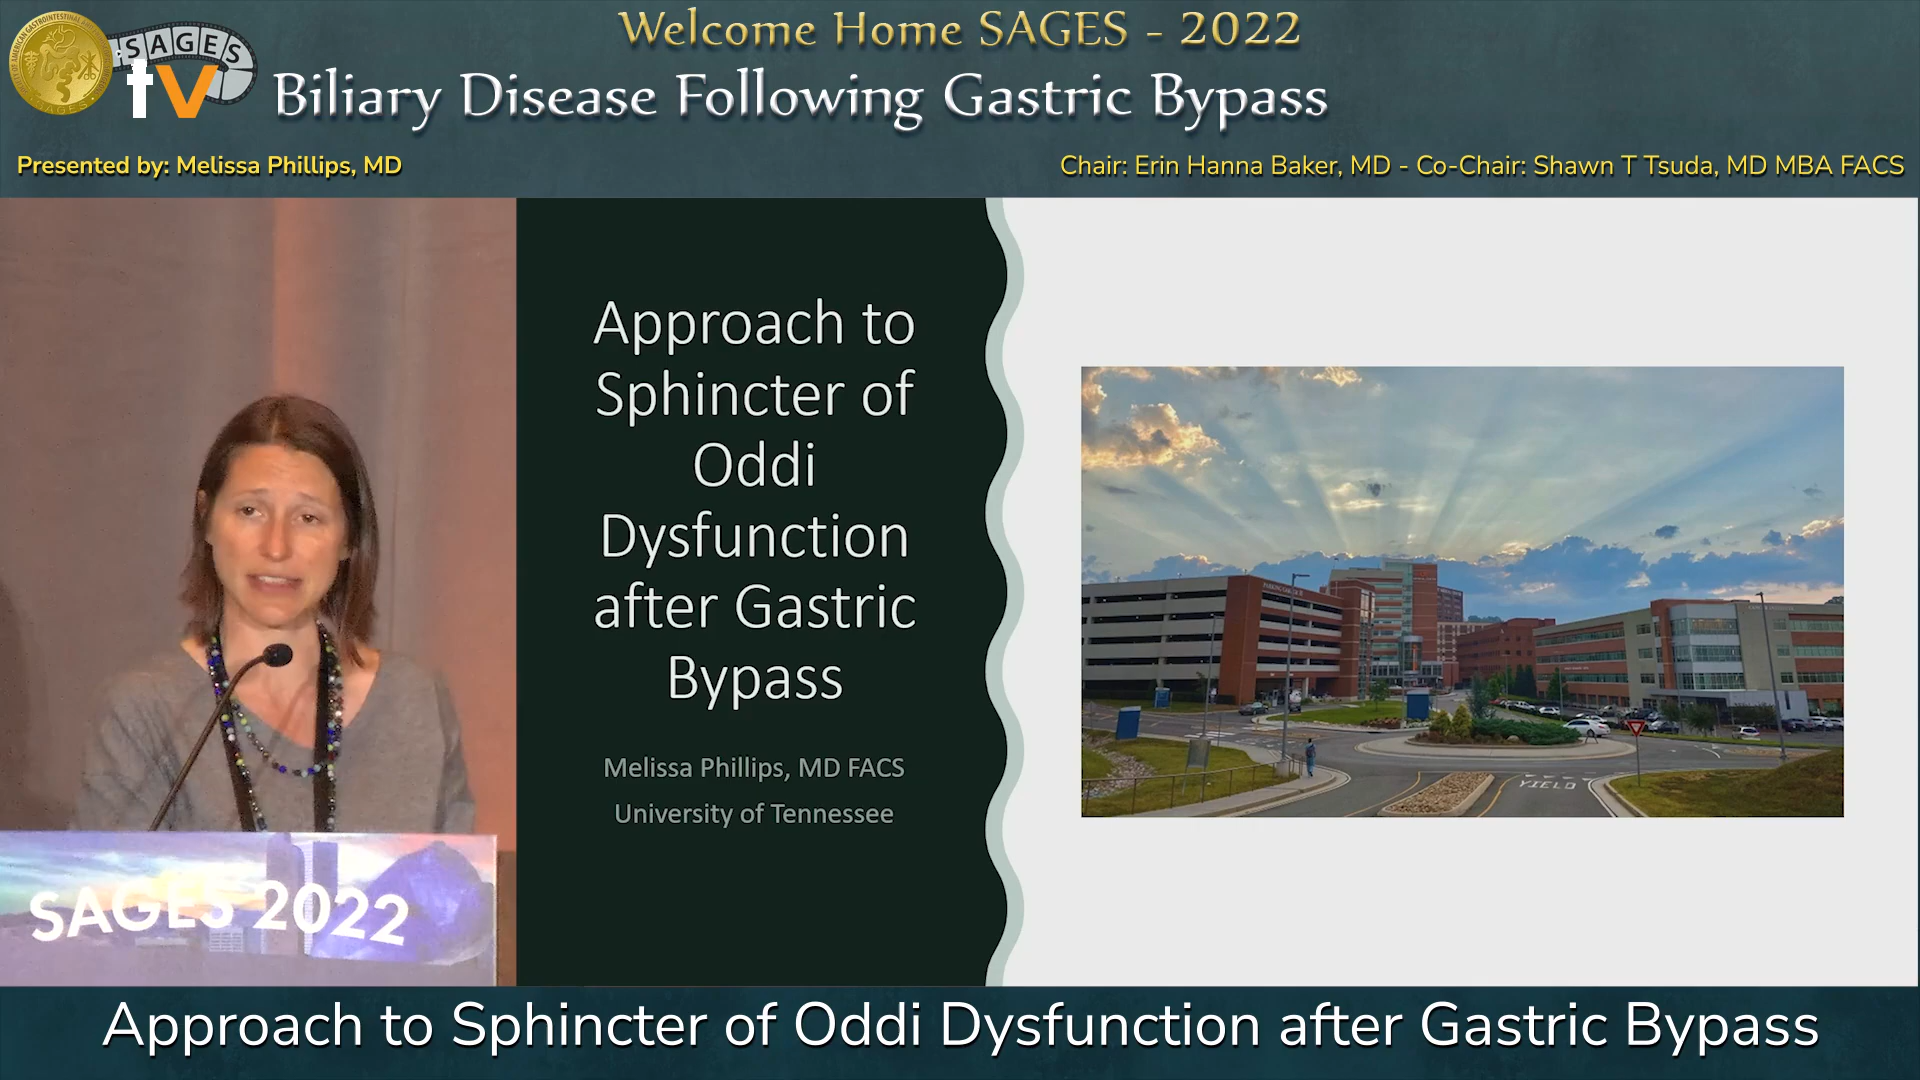 Welcome Home SAGES - 2022
SAGES
tv
Biliary Disease Following Gastric Bypass
Presented by: Melissa Phillips, MD
Chair: Erin Hanna Baker, MD - Co-Chair: Shawn T Tsuda, MD MBA FACS
Approach to
Sphincter of
Oddi
Dysfunction
after Gastric
Bypass
Melissa Phillips, MD FACS
University of Tennessee
YIELD
SAGES 2022
Approach to Sphincter of Oddi Dysfunction after Gastric Bypass